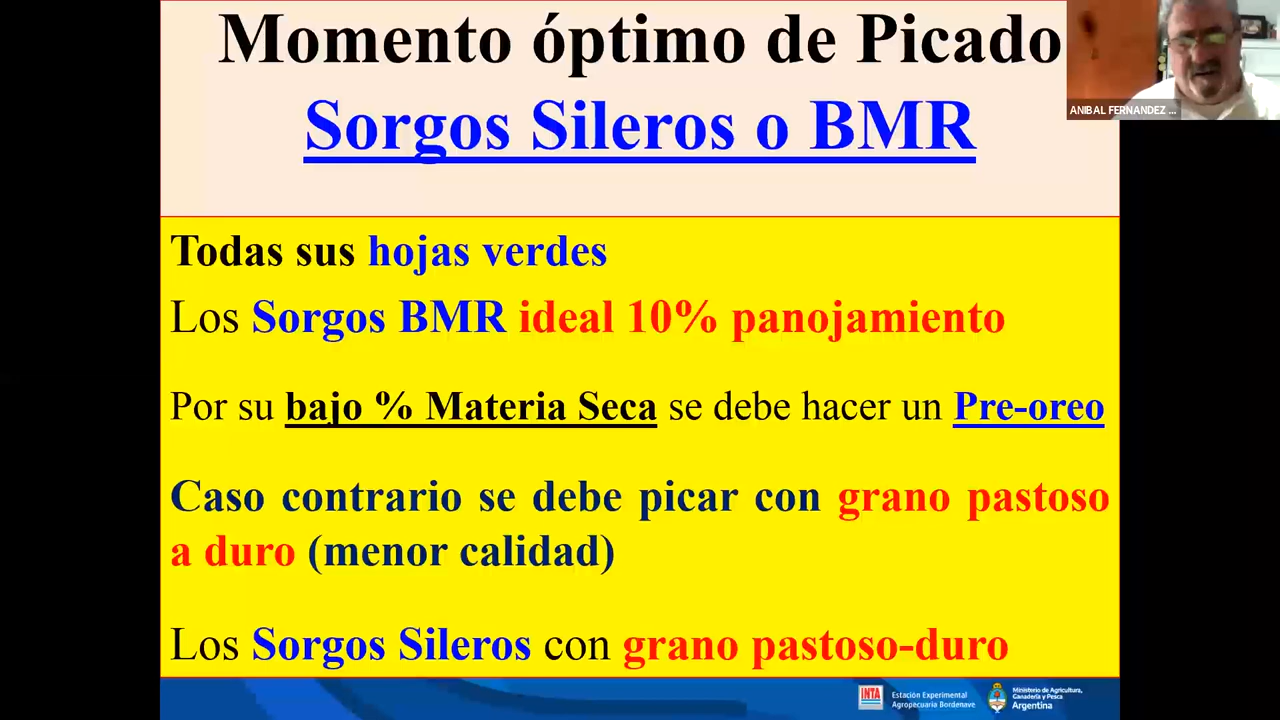 Momento óptimo de Picado
Sorgos Sileros o BMR
ANIBAL FERNANDEZ ...
Todas sus hojas verdes
Los Sorgos BMR ideal 10% panojamiento
Por su bajo % Materia Seca se debe hacer un Pre-oreo
Caso contrario se debe picar con grano pastoso
a duro (menor calidad)
Los Sorgos Sileros con grano pastoso-duro
INTA
Estación Experimental
Agropecuaria Bordenave
Ministerio de Agricultura,
Ganadería y Pesca
Argentina